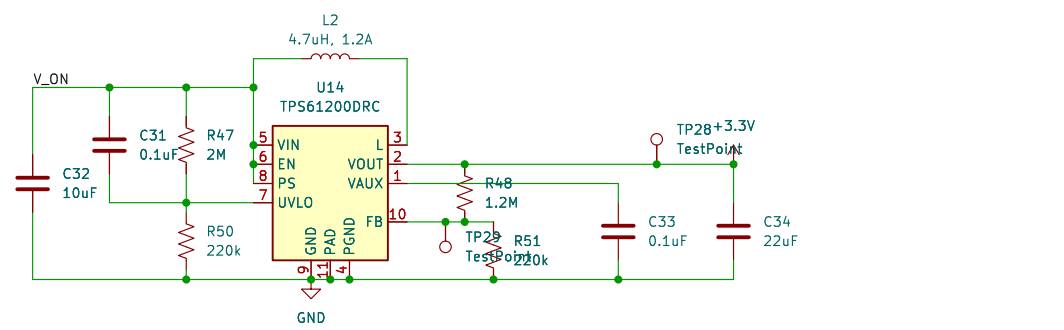 L2
4.7uH, 1.2A
V_ON
U14
TPS61200DRC
C31
0.1uF
R47
2M
C32
10uF
5
VIN
6
EN
8
PS
7
UVLO
L
3
VOUT
2
VAUX
1
FB
10
GND
9
PAD
11
PGND
4
R48
1.2M
TP28
TestPoint
+3.3V
R50
220k
TP29
TestPoint
R51
220k
C33
0.1uF
C34
22uF
GND